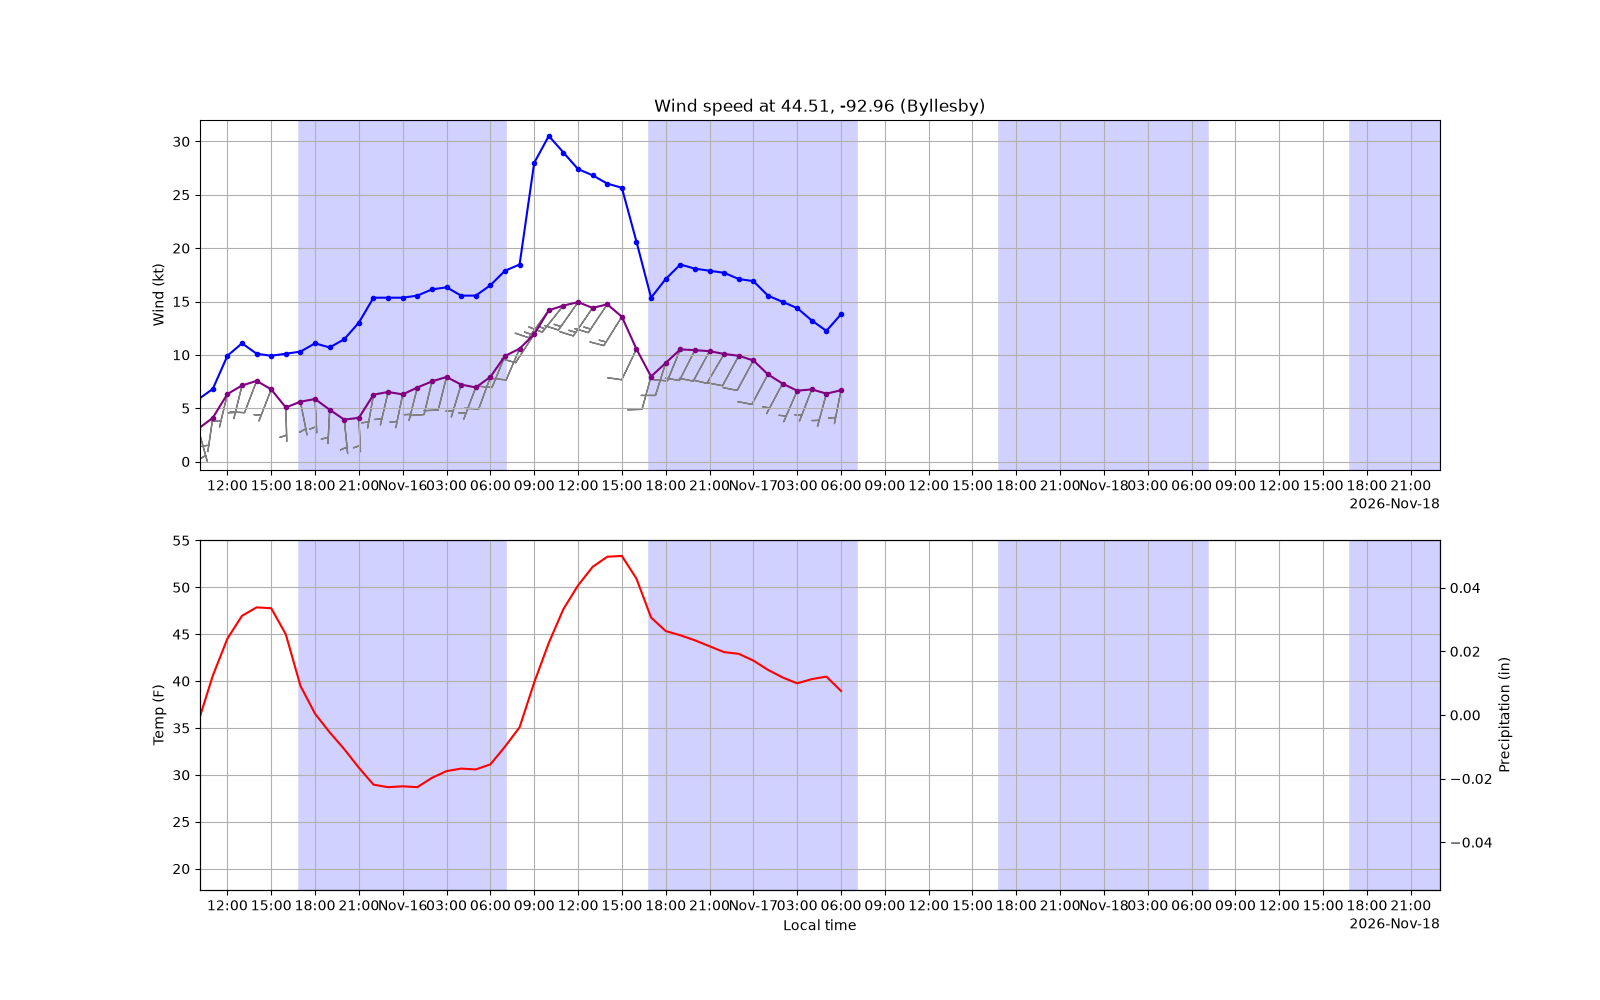 Wind speed at 44.51, -92.96 (Byllesby)
30
25
20
15
10
5
0
Wind (kt)
12:00 15:00 18:00 21:00 Nov-16 03:00 06:00 09:00 12:00 15:00 18:00 21:00 Nov-17 03:00 06:00 09:00 12:00 15:00 18:00 21:00 Nov-18 03:00 06:00 09:00 12:00 15:00 18:00 21:00
2026-Nov-18
55
50
45
40
35
30
25
20
Temp (F)
0.04
0.02
0.00
−0.02
−0.04
Precipitation (in)
12:00 15:00 18:00 21:00 Nov-16 03:00 06:00 09:00 12:00 15:00 18:00 21:00 Nov-17 03:00 06:00 09:00 12:00 15:00 18:00 21:00 Nov-18 03:00 06:00 09:00 12:00 15:00 18:00 21:00
Local time
2026-Nov-18